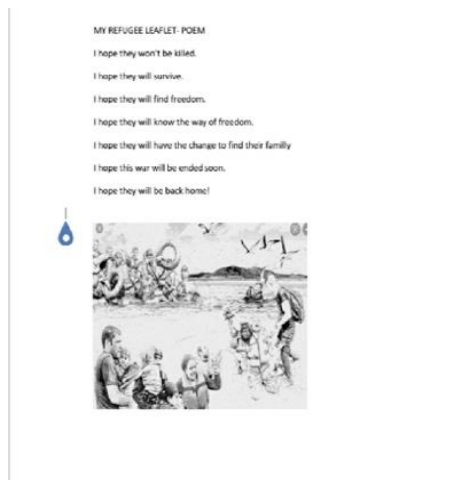 MY REFUGEE LEAFLET- POEM
I hope they won't be killed.
I hope they will survive.
I hope they will find freedom.
I hope they will know the way of freedom.
I hope they will have the change to find their familly
I hope this war will be ended soon.
I hope they will be back home!